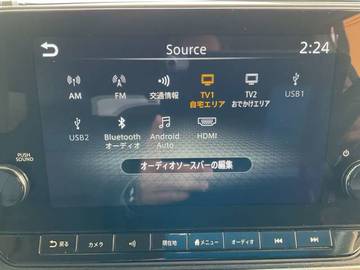 Source
2:24
AM
FM
交通情報
TV1
自宅エリア
TV2
おでかけエリア
USB1
USB2
Bluetooth
オーディオ
Android
Auto
HDMI
オーディオソースバーの編集
PUSH
SOUND
戻る
カメラ
現在地
メニュー
オーディオ